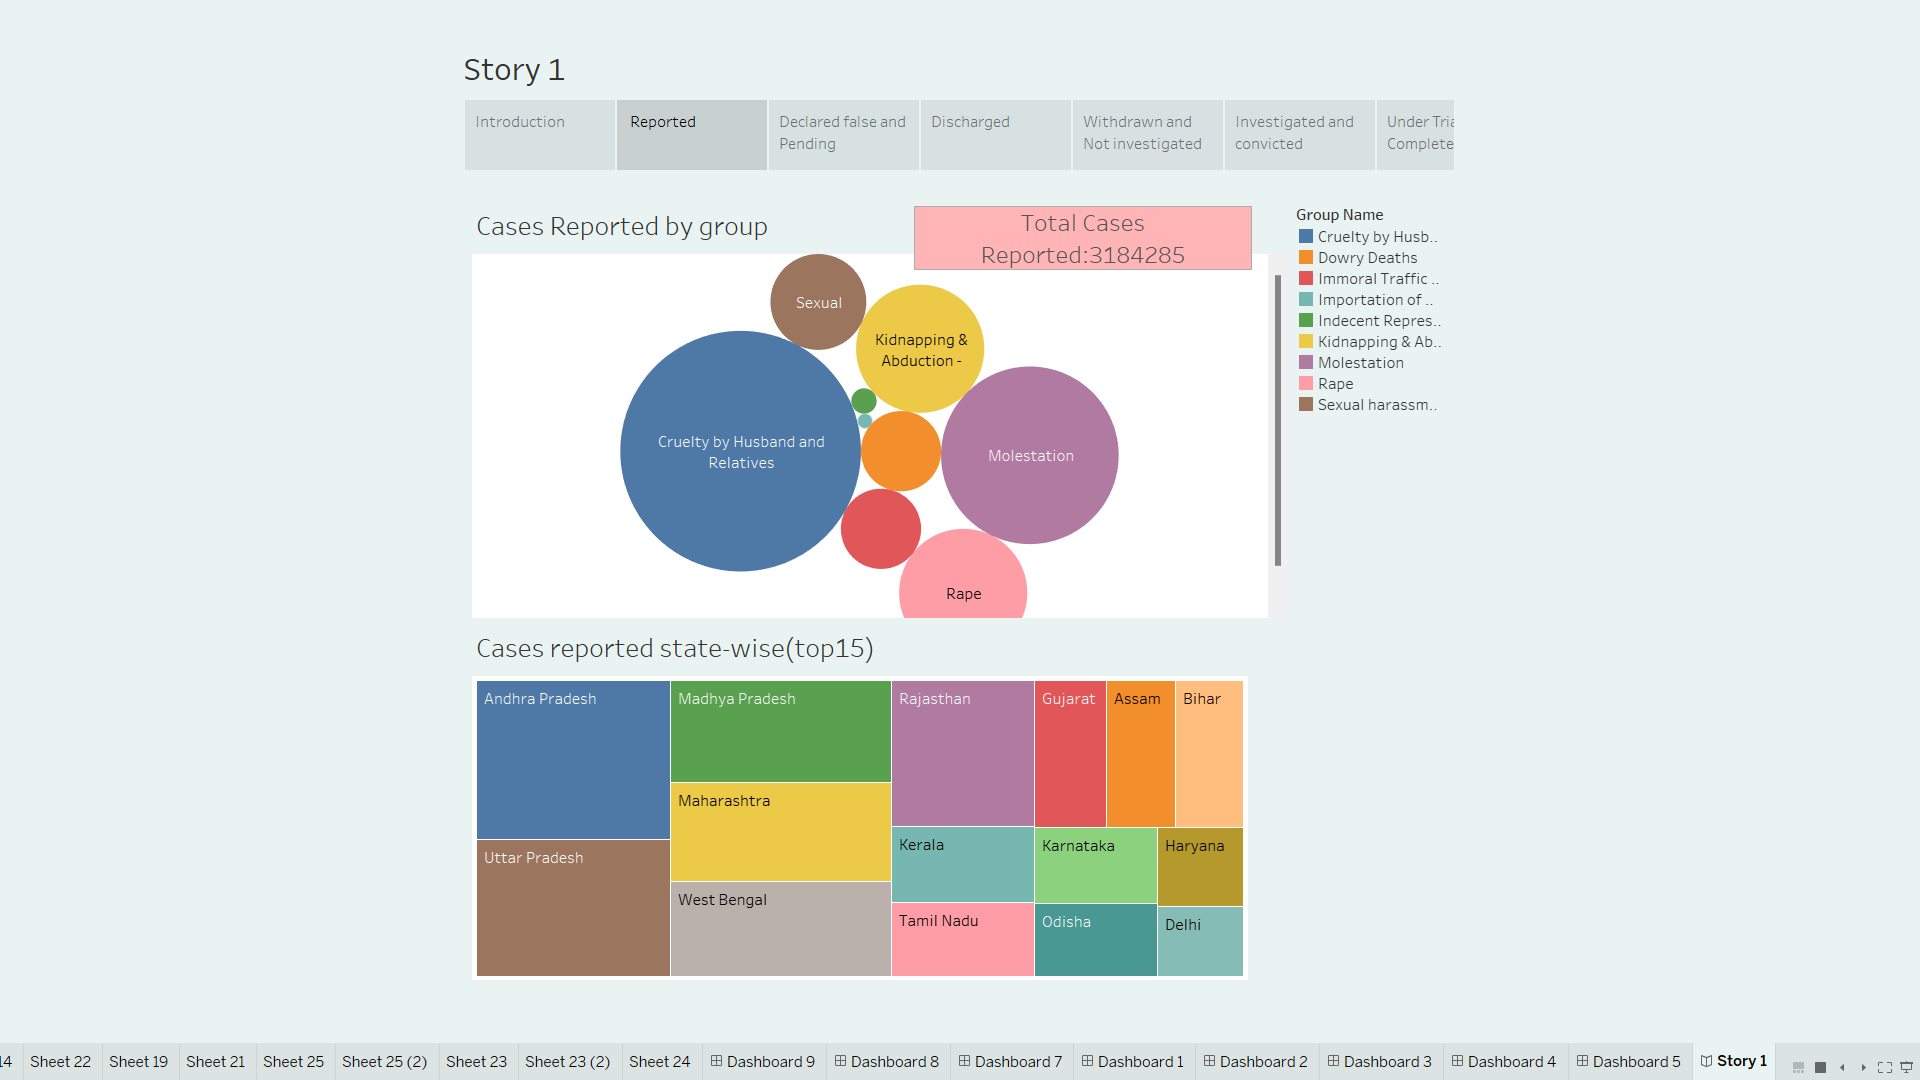 Story 1
Introduction
Reported
Declared false and
Pending
Discharged
Withdrawn and
Not investigated
Investigated and
convicted
Under Tria
Complete
Cases Reported by group
Total Cases
Reported:3184285
Sexual
Kidnapping &
Abduction -
Cruelty by Husband and
Relatives
Molestation
Rape
Group Name
Cruelty by Husb..
Dowry Deaths
Immoral Traffic ..
Importation of ..
Indecent Repres..
Kidnapping & Ab..
Molestation
Rape
Sexual harassm..
Cases reported state-wise(top15)
Andhra Pradesh
Madhya Pradesh
Rajasthan
Gujarat
Assam
Bihar
Maharashtra
Kerala
Karnataka
Haryana
Uttar Pradesh
West Bengal
Tamil Nadu
Odisha
Delhi
14
Sheet 22
Sheet 19
Sheet 21
Sheet 25
Sheet 25 (2)
Sheet 23
Sheet 23 (2)
Sheet 24
Dashboard 9
Dashboard 8
Dashboard 7
Dashboard 1
Dashboard 2
Dashboard 3
Dashboard 4
Dashboard 5
Story 1